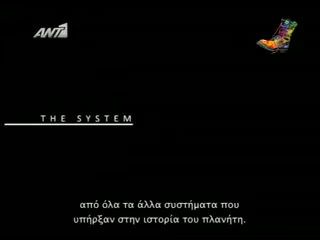 ANT1
THE SYSTEM
από όλα τα άλλα συστήματα που
υπήρξαν στην ιστορία του πλανήτη.